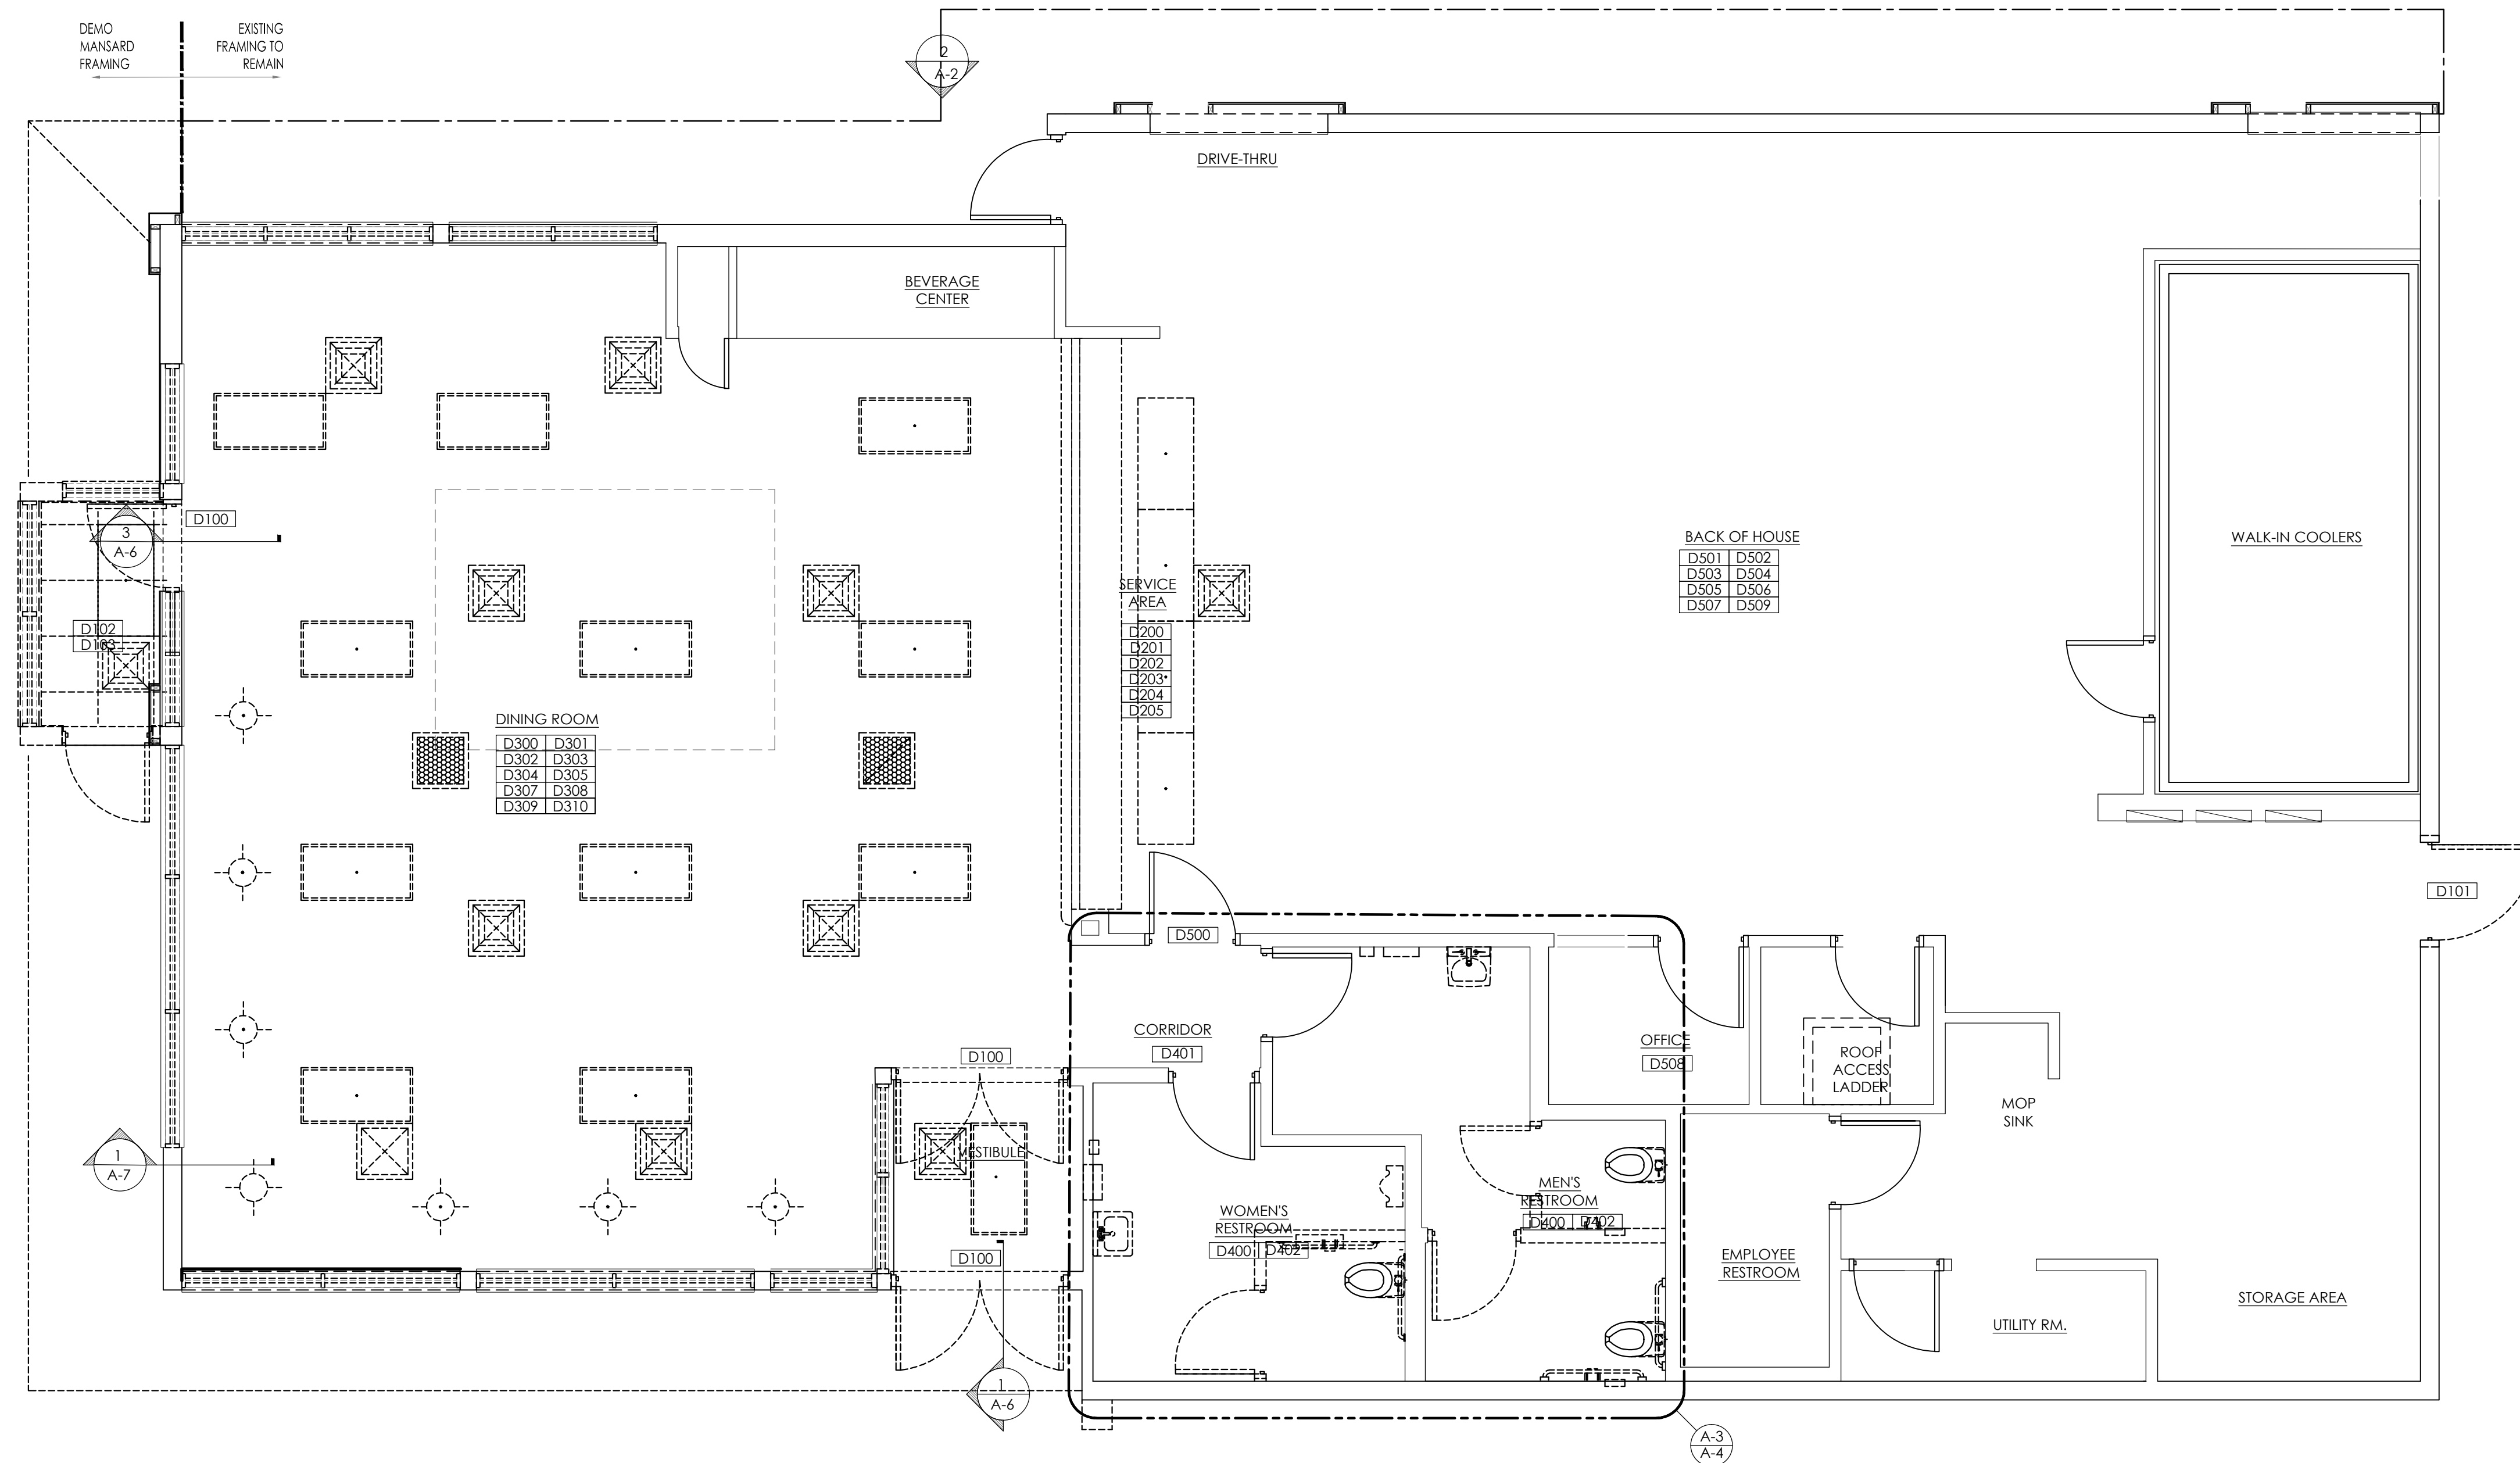 DEMO
MANSARD
FRAMING
EXISTING
FRAMING TO
REMAIN
2
A-2
DRIVE-THRU
BEVERAGE
CENTER
D100
3
A-6
BACK OF HOUSE
D501 D502
D503 D504
D505 D506
D507 D509
WALK-IN COOLERS
SERVICE
AREA
D200
D201
D202
D203
D204
D205
D102
D103
DINING ROOM
D300 D301
D302 D303
D304 D305
D307 D308
D309 D310
D101
D500
CORRIDOR
D401
D100
OFFICE
D508
ROOF
ACCESS
LADDER
MOP
SINK
1
A-7
VESTIBULE
D100
WOMEN'S
RESTROOM
D400 D402
MEN'S
RESTROOM
D400 D402
EMPLOYEE
RESTROOM
STORAGE AREA
UTILITY RM.
1
A-6
A-3
A-4